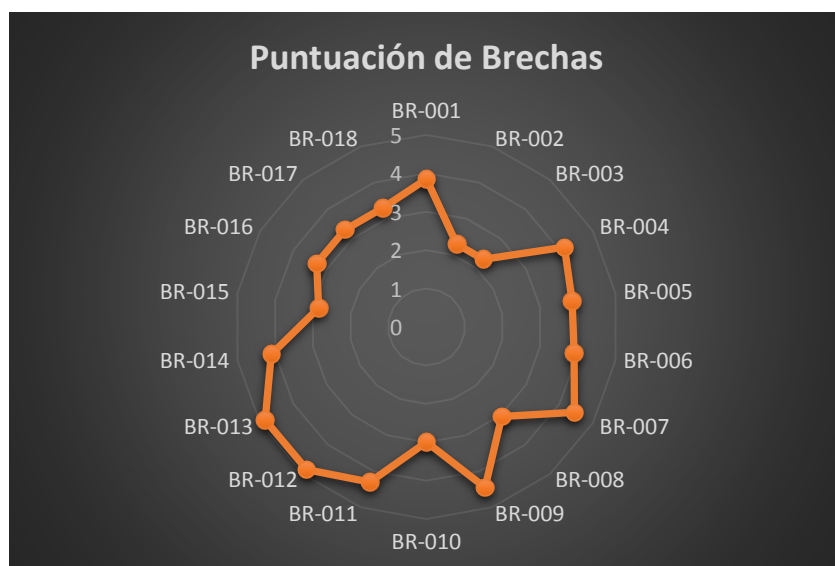 Puntuación de Brechas
BR-001
BR-002
BR-003
BR-004
BR-005
BR-006
BR-007
BR-008
BR-009
BR-010
BR-011
BR-012
BR-013
BR-014
BR-015
BR-016
BR-017
BR-018
5
4
3
2
1
0